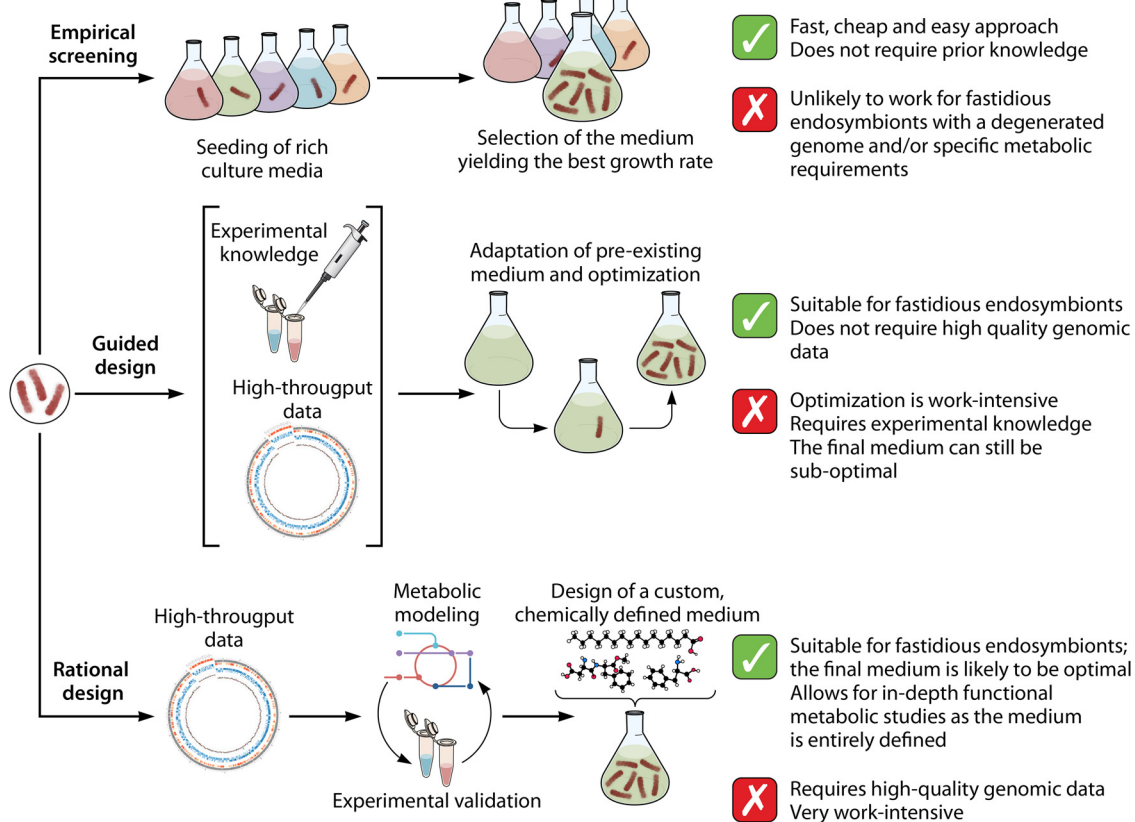 Empirical
screening
Seeding of rich
culture media
Selection of the medium
yielding the best growth rate
Fast, cheap and easy approach
Does not require prior knowledge
Unlikely to work for fastidious
endosymbionts with a degenerated
genome and/or specific metabolic
requirements
Guided
design
Experimental
knowledge
High-througput
data
Adaptation of pre-existing
medium and optimization
Suitable for fastidious endosymbionts
Does not require high quality genomic
data
Optimization is work-intensive
Requires experimental knowledge
The final medium can still be
sub-optimal
Rational
design
High-througput
data
Metabolic
modeling
Experimental validation
Design of a custom,
chemically defined medium
Suitable for fastidious endosymbionts;
the final medium is likely to be optimal
Allows for in-depth functional
metabolic studies as the medium
is entirely defined
Requires high-quality genomic data
Very work-intensive